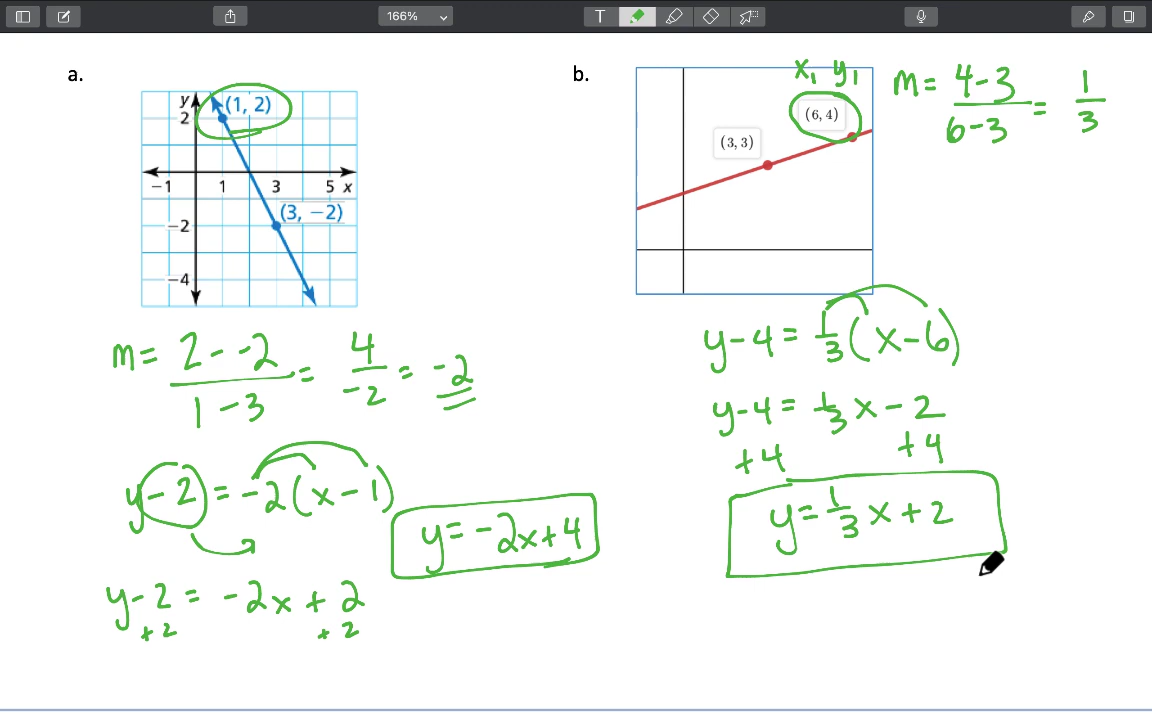 166%
T
a.
y
2
(1, 2)
−1 1 3 5 x
(3, −2)
−2
−4
m = 2 - -2 / 1 - 3 = 4 / -2 = -2
y - 2 = -2(x - 1)
y - 2 = -2x + 2
+2 +2
y = -2x + 4
b.
x₁ y₁
(6, 4)
(3, 3)
m = 4-3 / 6-3 = 1/3
y - 4 = 1/3(x - 6)
y - 4 = 1/3 x - 2
+4 +4
y = 1/3 x + 2